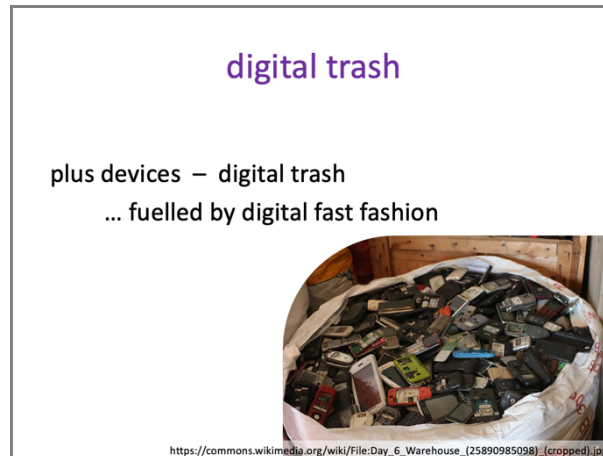 digital trash
plus devices – digital trash
... fuelled by digital fast fashion
https://commons.wikimedia.org/wiki/File:Day_6_Warehouse_(25890985098)_(cropped).jp